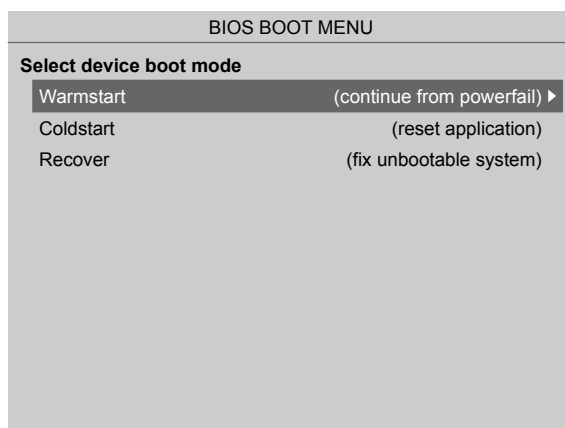 BIOS BOOT MENU
Select device boot mode
Warmstart (continue from powerfail)
Coldstart (reset application)
Recover (fix unbootable system)